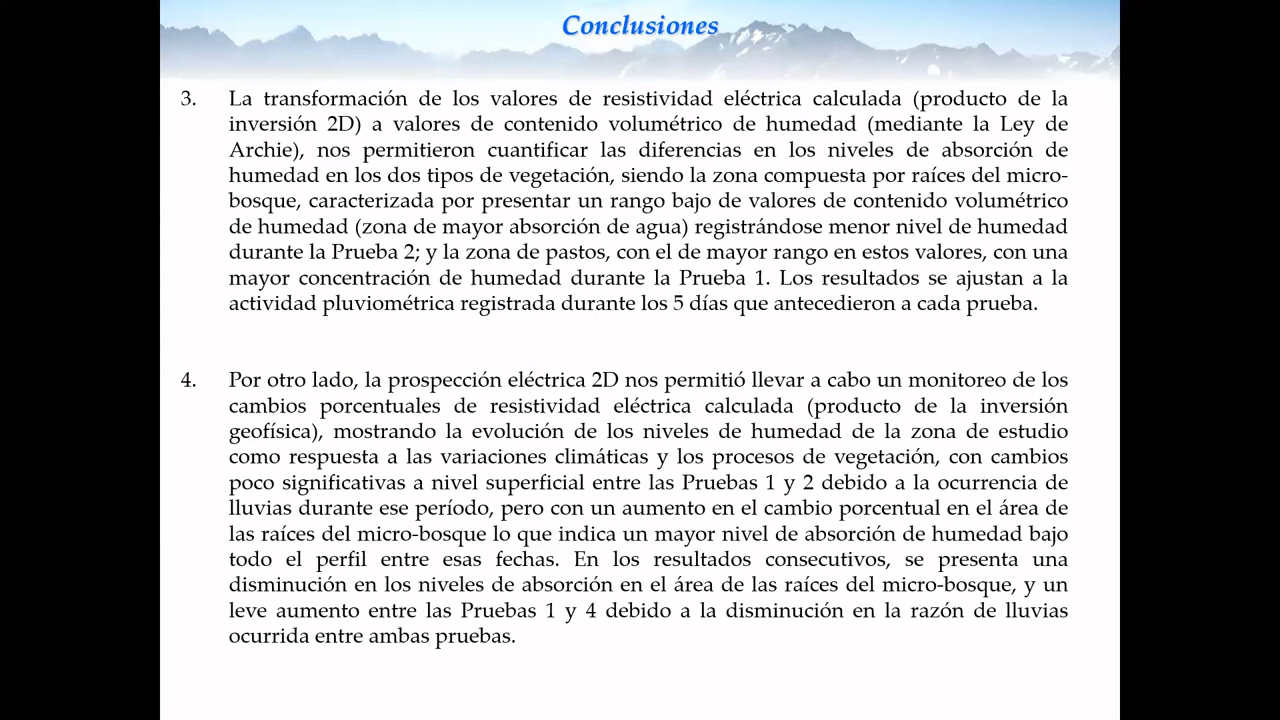 Conclusiones
3. La transformación de los valores de resistividad eléctrica calculada (producto de la
inversión 2D) a valores de contenido volumétrico de humedad (mediante la Ley de
Archie), nos permitieron cuantificar las diferencias en los niveles de absorción de
humedad en los dos tipos de vegetación, siendo la zona compuesta por raíces del micro-
bosque, caracterizada por presentar un rango bajo de valores de contenido volumétrico
de humedad (zona de mayor absorción de agua) registrándose menor nivel de humedad
durante la Prueba 2; y la zona de pastos, con el de mayor rango en estos valores, con una
mayor concentración de humedad durante la Prueba 1. Los resultados se ajustan a la
actividad pluviométrica registrada durante los 5 días que antecedieron a cada prueba.
4. Por otro lado, la prospección eléctrica 2D nos permitió llevar a cabo un monitoreo de los
cambios porcentuales de resistividad eléctrica calculada (producto de la inversión
geofísica), mostrando la evolución de los niveles de humedad de la zona de estudio
como respuesta a las variaciones climáticas y los procesos de vegetación, con cambios
poco significativas a nivel superficial entre las Pruebas 1 y 2 debido a la ocurrencia de
lluvias durante ese período, pero con un aumento en el cambio porcentual en el área de
las raíces del micro-bosque lo que indica un mayor nivel de absorción de humedad bajo
todo el perfil entre esas fechas. En los resultados consecutivos, se presenta una
disminución en los niveles de absorción en el área de las raíces del micro-bosque, y un
leve aumento entre las Pruebas 1 y 4 debido a la disminución en la razón de lluvias
ocurrida entre ambas pruebas.